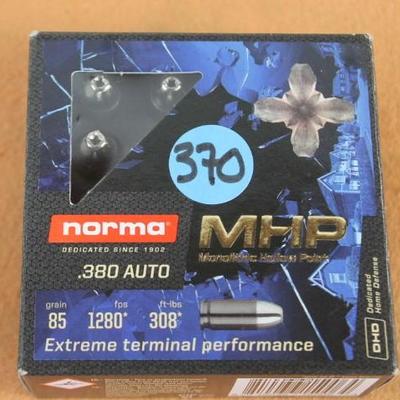 370
norma
DEDICATED SINCE 1902
.380 AUTO
MHP
Monolithic Hollow Point
grain
85
fps
1280*
ft-lbs
308*
DHD
Dedicated
Home Defense
Extreme terminal performance